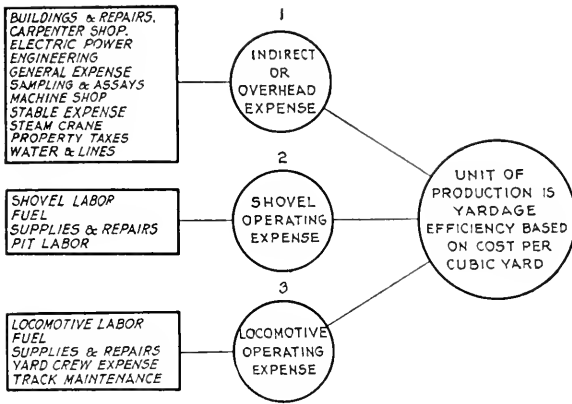 1
BUILDINGS & REPAIRS,
CARPENTER SHOP.
ELECTRIC POWER
ENGINEERING
GENERAL EXPENSE
SAMPLING & ASSAYS
MACHINE SHOP
STABLE EXPENSE
STEAM CRANE
PROPERTY TAXES
WATER & LINES
INDIRECT
OR
OVERHEAD
EXPENSE
2
SHOVEL LABOR
FUEL
SUPPLIES & REPAIRS
PIT LABOR
SHOVEL
OPERATING
EXPENSE
3
LOCOMOTIVE LABOR
FUEL
SUPPLIES & REPAIRS
YARD CREW EXPENSE
TRACK MAINTENANCE
LOCOMOTIVE
OPERATING
EXPENSE
UNIT OF
PRODUCTION IS
YARDAGE
EFFICIENCY BASED
ON COST PER
CUBIC YARD